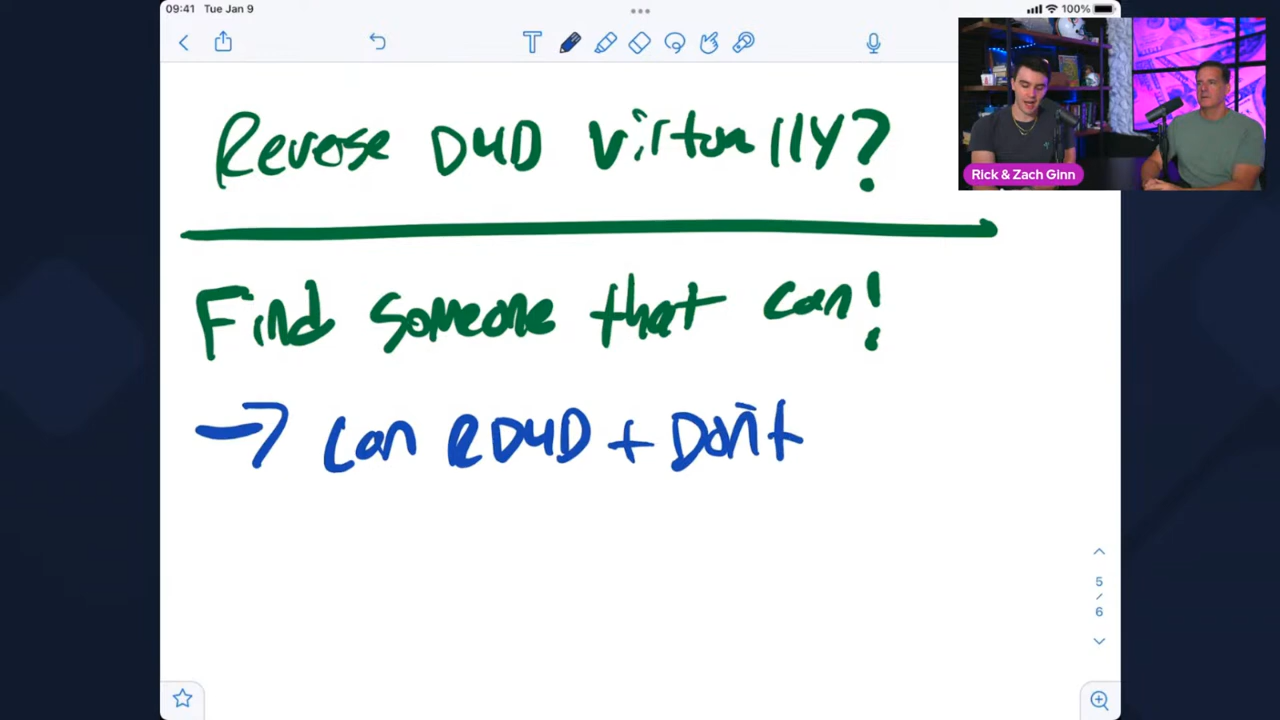 09:41 Tue Jan 9
100%
Rick & Zach Ginn
Reverse D4D Virtually?
Find someone that can!
→ Can RD4D + Don't
5
/
6